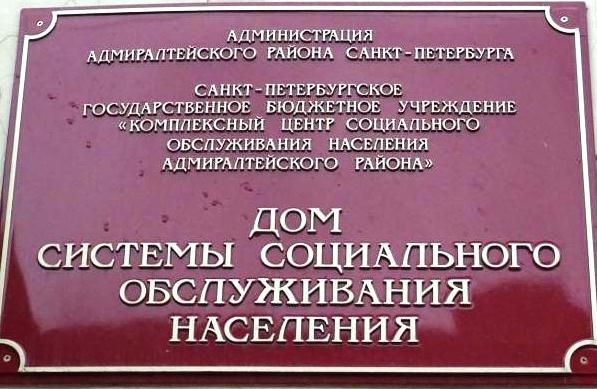 АДМИНИСТРАЦИЯ
АДМИРАЛТЕЙСКОГО РАЙОНА САНКТ-ПЕТЕРБУРГА
САНКТ-ПЕТЕРБУРГСКОЕ
ГОСУДАРСТВЕННОЕ БЮДЖЕТНОЕ УЧРЕЖДЕНИЕ
«КОМПЛЕКСНЫЙ ЦЕНТР СОЦИАЛЬНОГО
ОБСЛУЖИВАНИЯ НАСЕЛЕНИЯ
АДМИРАЛТЕЙСКОГО РАЙОНА»
ДОМ
СИСТЕМЫ СОЦИАЛЬНОГО
ОБСЛУЖИВАНИЯ
НАСЕЛЕНИЯ